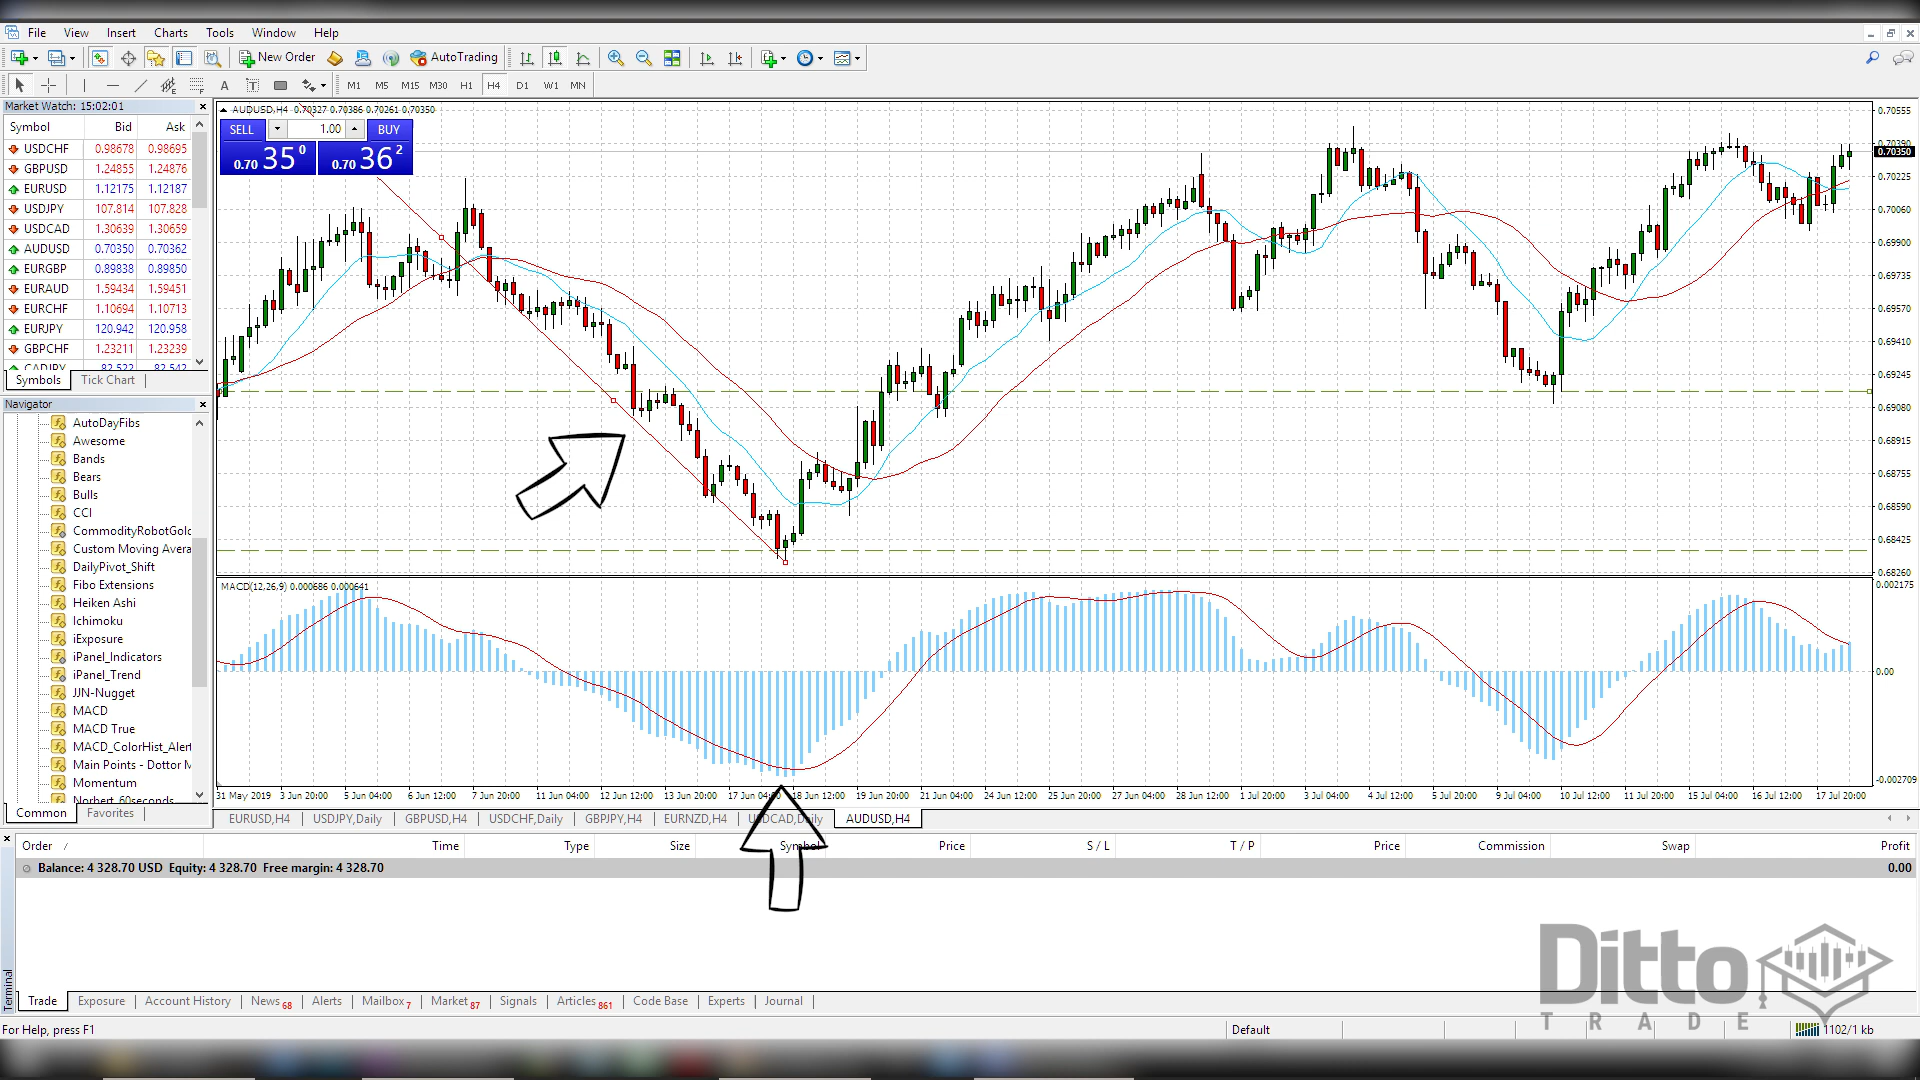 File View Insert Charts Tools Window Help
New Order AutoTrading
A T M1 M5 M15 M30 H1 H4 D1 W1 MN
Market Watch: 15:02:01
Symbol Bid Ask
USDCHF 0.98678 0.98695
GBPUSD 1.24855 1.24876
EURUSD 1.12175 1.12187
USDJPY 107.814 107.828
USDCAD 1.30639 1.30659
AUDUSD 0.70350 0.70362
EURGBP 0.89838 0.89850
EURAUD 1.59434 1.59451
EURCHF 1.10694 1.10713
EURJPY 120.942 120.958
GBPCHF 1.23211 1.23239
CADJPY 82.522 82.542
Symbols Tick Chart
Navigator
AutoDayFibs
Awesome
Bands
Bears
Bulls
CCI
CommodityRobotGold
Custom Moving Avera
DailyPivot_Shift
Fibo Extensions
Heiken Ashi
Ichimoku
iExposure
iPanel_Indicators
iPanel_Trend
JJN-Nugget
MACD
MACD True
MACD_ColorHist_Alert
Main Points - Dottor M
Momentum
Norbert_60seconds
Common Favorites
AUDUSD,H4 0.70327 0.70386 0.70261 0.70350
SELL 1.00 BUY
0.70 35 0 0.70 36 2
0.70555
0.70390
0.70350
0.70225
0.70060
0.69900
0.69735
0.69570
0.69410
0.69245
0.69080
0.68915
0.68755
0.68590
0.68425
0.68260
MACD(12,26,9) 0.000686 0.000641
0.002175
0.00
-0.002709
31 May 2019 3 Jun 20:00 5 Jun 04:00 6 Jun 12:00 7 Jun 20:00 11 Jun 04:00 12 Jun 12:00 13 Jun 20:00 17 Jun 04:00 18 Jun 12:00 19 Jun 20:00 21 Jun 04:00 24 Jun 12:00 25 Jun 20:00 27 Jun 04:00 28 Jun 12:00 1 Jul 20:00 3 Jul 04:00 4 Jul 12:00 5 Jul 20:00 9 Jul 04:00 10 Jul 12:00 11 Jul 20:00 15 Jul 04:00 16 Jul 12:00 17 Jul 20:00
EURUSD,H4 USDJPY,Daily GBPUSD,H4 USDCHF,Daily GBPJPY,H4 EURNZD,H4 USDCAD,Daily AUDUSD,H4
Order / Time Type Size Symbol Price S / L T / P Price Commission Swap Profit
Balance: 4 328.70 USD Equity: 4 328.70 Free margin: 4 328.70 0.00
Terminal
Trade Exposure Account History News 68 Alerts Mailbox 7 Market 87 Signals Articles 861 Code Base Experts Journal
Ditto
TRADE
For Help, press F1 Default 1102/1 kb